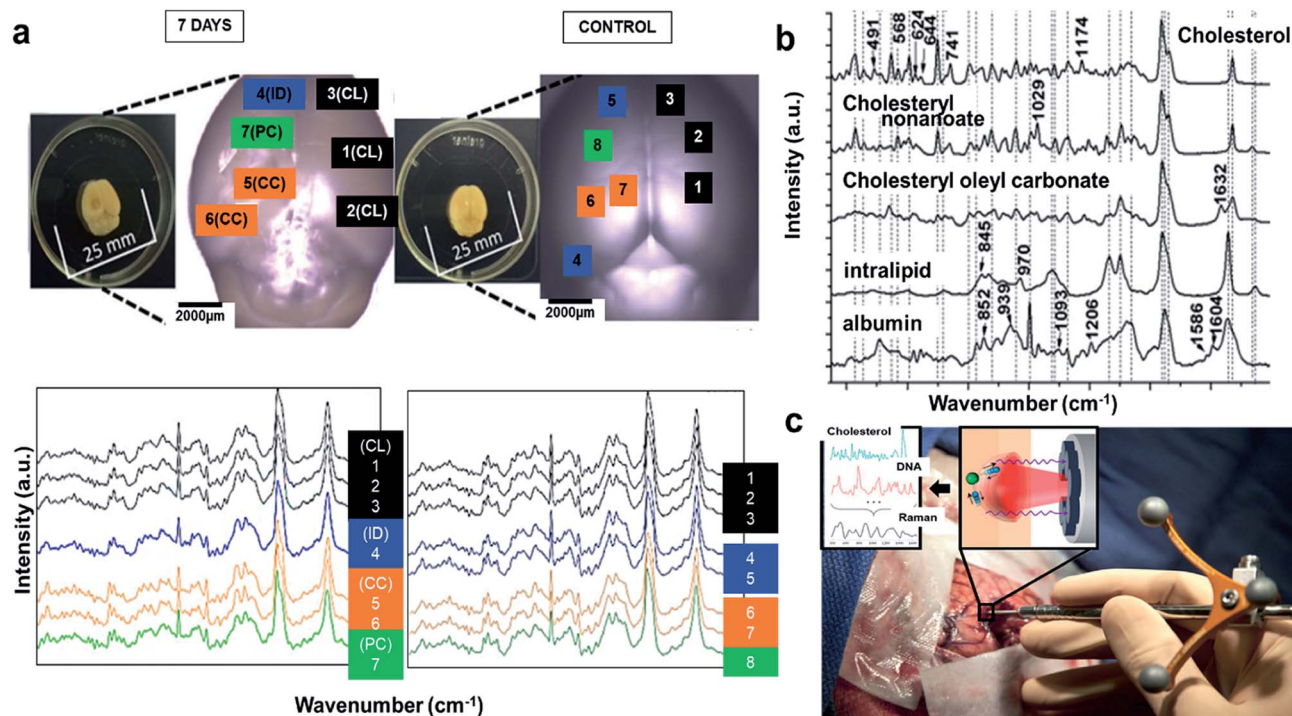 a
7 DAYS
CONTROL
4(ID)
3(CL)
7(PC)
1(CL)
5(CC)
2(CL)
6(CC)
25 mm
2000µm
5
3
8
2
7
1
6
4
25 mm
2000µm
Intensity (a.u.)
(CL)
1
2
3
(ID)
4
(CC)
5
6
(PC)
7
1
2
3
4
5
6
7
8
Wavenumber (cm-1)
b
Intensity (a.u.)
491
568
624
644
741
1174
Cholesterol
Cholesteryl
nonanoate
1029
Cholesteryl oleyl carbonate
1632
intralipid
845
970
albumin
852
939
1093
1206
1586
1604
Wavenumber (cm-1)
c
Cholesterol
DNA
...
Raman